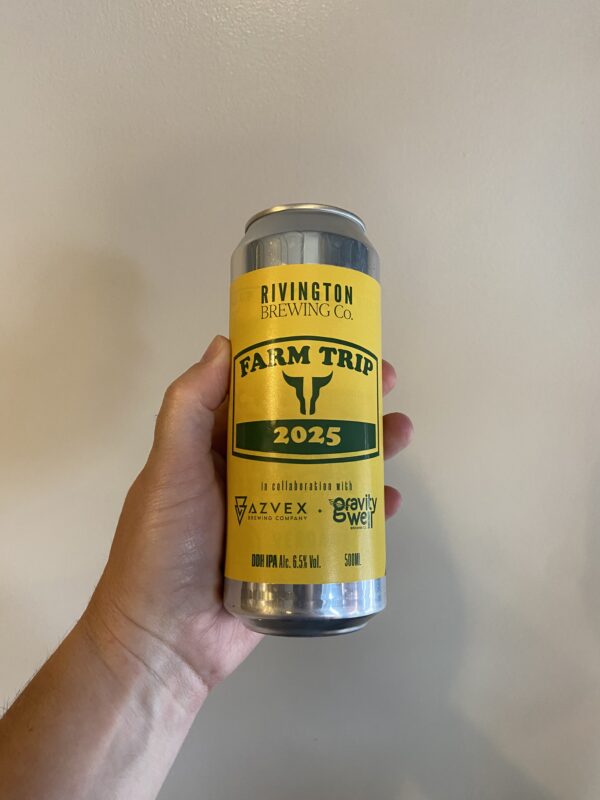 RIVINGTON
BREWING Co.
FARM TRIP
2025
in collaboration with
AZVEX
BREWING COMPANY
+
gravity
well
DDH IPA Alc. 6.5% Vol. 500ML